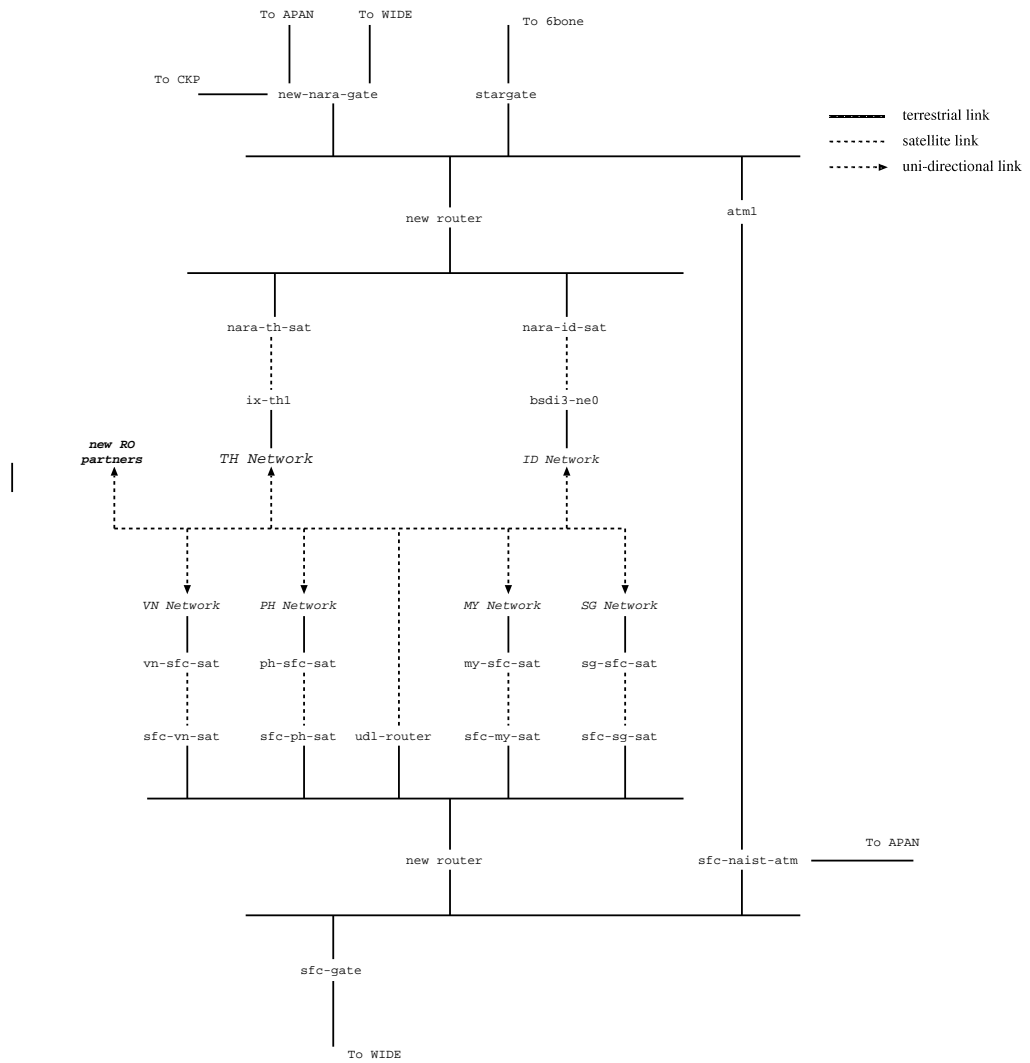 To APAN
To WIDE
To 6bone
To CKP
new-nara-gate
stargate
terrestrial link
satellite link
uni-directional link
new router
atm1
nara-th-sat
nara-id-sat
ix-th1
bsdi3-ne0
new RO
partners
TH Network
ID Network
VN Network
PH Network
MY Network
SG Network
vn-sfc-sat
ph-sfc-sat
my-sfc-sat
sg-sfc-sat
sfc-vn-sat
sfc-ph-sat
udl-router
sfc-my-sat
sfc-sg-sat
To APAN
new router
sfc-naist-atm
sfc-gate
To WIDE